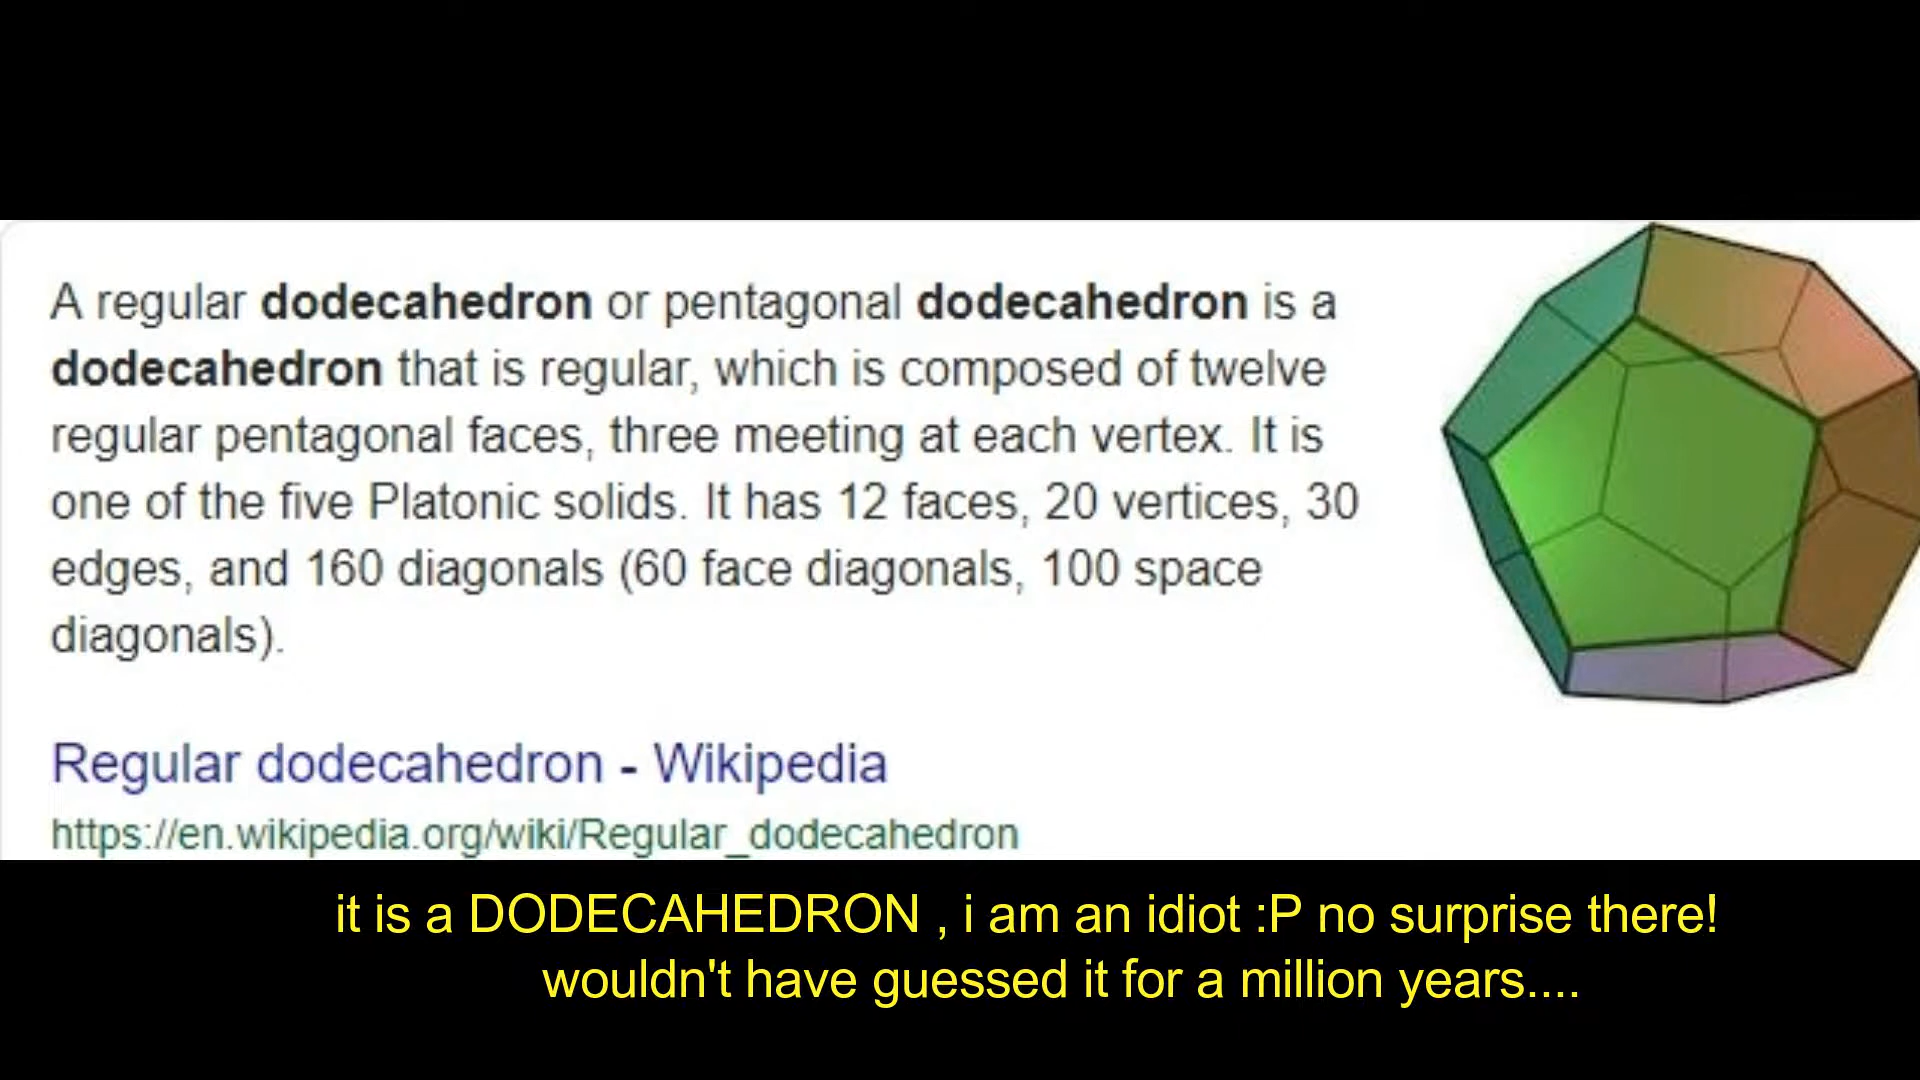 A regular dodecahedron or pentagonal dodecahedron is a
dodecahedron that is regular, which is composed of twelve
regular pentagonal faces, three meeting at each vertex. It is
one of the five Platonic solids. It has 12 faces, 20 vertices, 30
edges, and 160 diagonals (60 face diagonals, 100 space
diagonals).
Regular dodecahedron - Wikipedia
https://en.wikipedia.org/wiki/Regular_dodecahedron
it is a DODECAHEDRON , i am an idiot :P no surprise there!
wouldn't have guessed it for a million years....